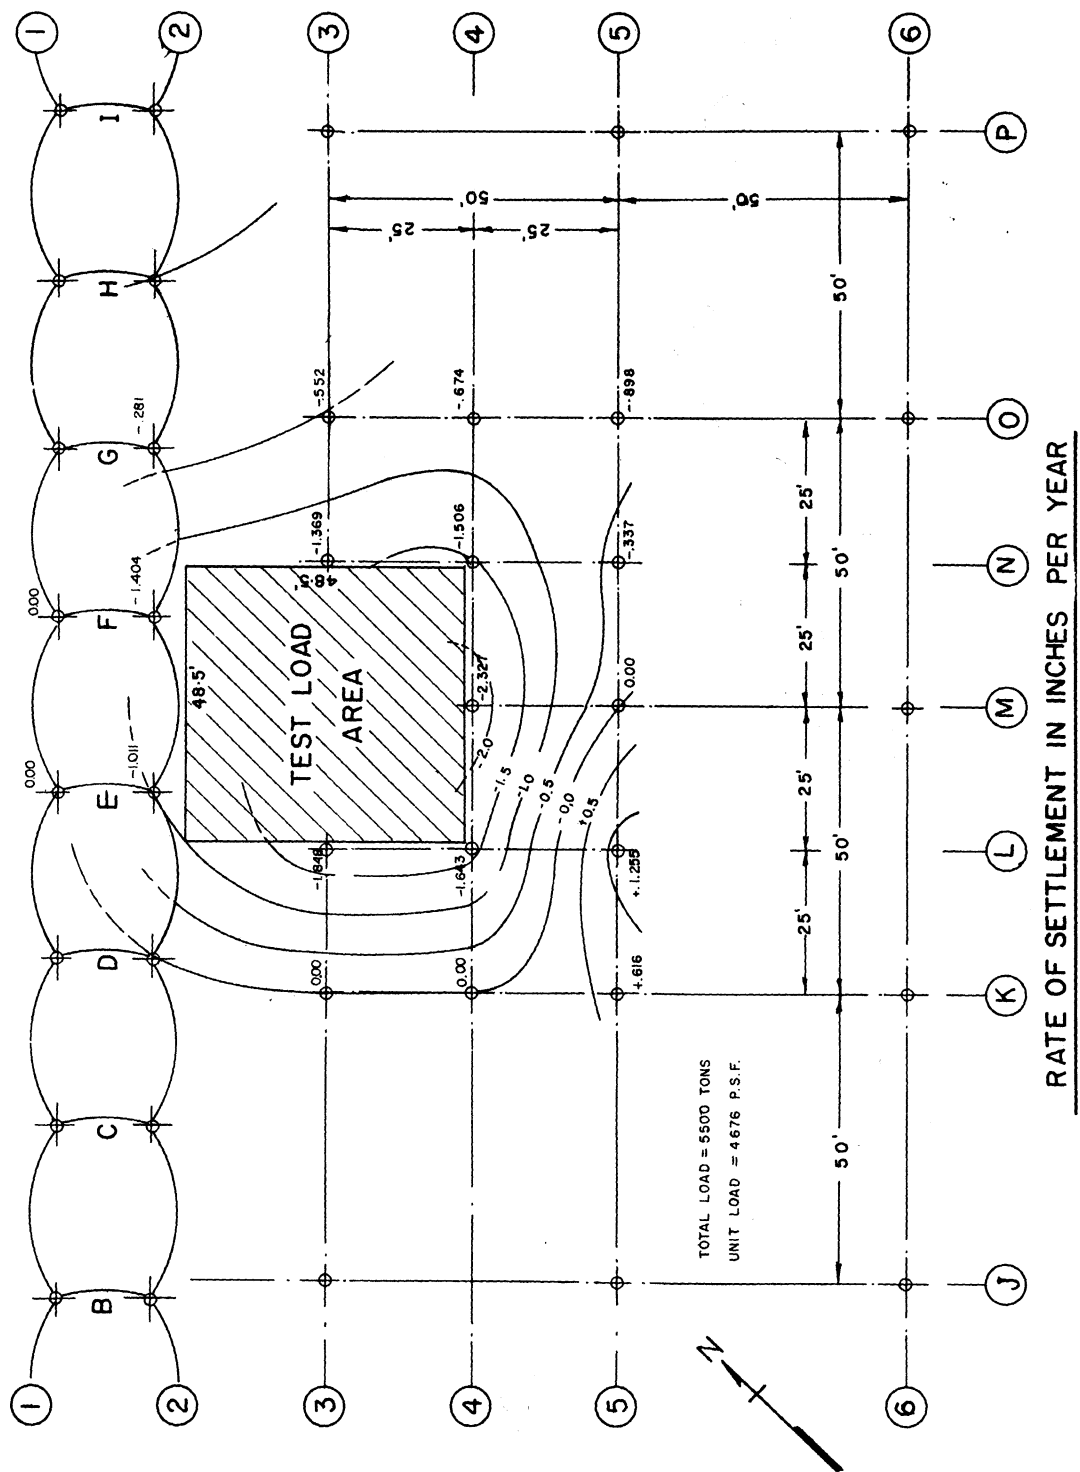 1
2
3
4
5
6
I
H
G
F
E
D
C
B
0.00
0.00
-.281
-1.404
-1.011
48.5'
48.5'
TEST LOAD
AREA
-.552
-.674
-.898
-1.369
-1.506
-.337
-2.327
0.00
-1.643
+.1.255
0.00
0.00
+.616
-2.0
-1.5
-1.0
-0.5
-0.0
+0.5
50'
25'
25'
50'
50'
25'
25'
50'
25'
50'
25'
50'
P
O
N
M
L
K
J
TOTAL LOAD = 5500 TONS
UNIT LOAD = 4676 P.S.F.
N
1
2
3
4
5
6
RATE OF SETTLEMENT IN INCHES PER YEAR